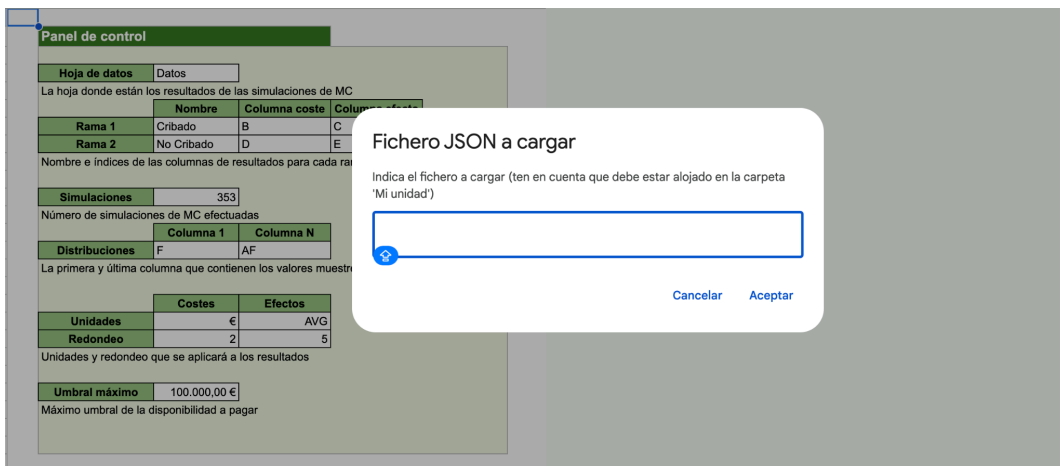 Panel de control
Hoja de datos Datos
La hoja donde están los resultados de las simulaciones de MC
Nombre Columna coste Columna efecto
Rama 1 Cribado B C
Rama 2 No Cribado D E
Nombre e índices de las columnas de resultados para cada
Simulaciones 353
Número de simulaciones de MC efectuadas
Columna 1 Columna N
Distribuciones F AF
La primera y última columna que contienen los valores
Costes Efectos
Unidades € AVG
Redondeo 2 5
Unidades y redondeo que se aplicará a los resultados
Umbral máximo 100.000,00 €
Máximo umbral de la disponibilidad a pagar
Fichero JSON a cargar
Indica el fichero a cargar (ten en cuenta que debe estar alojado en la carpeta
'Mi unidad')
Cancelar Aceptar